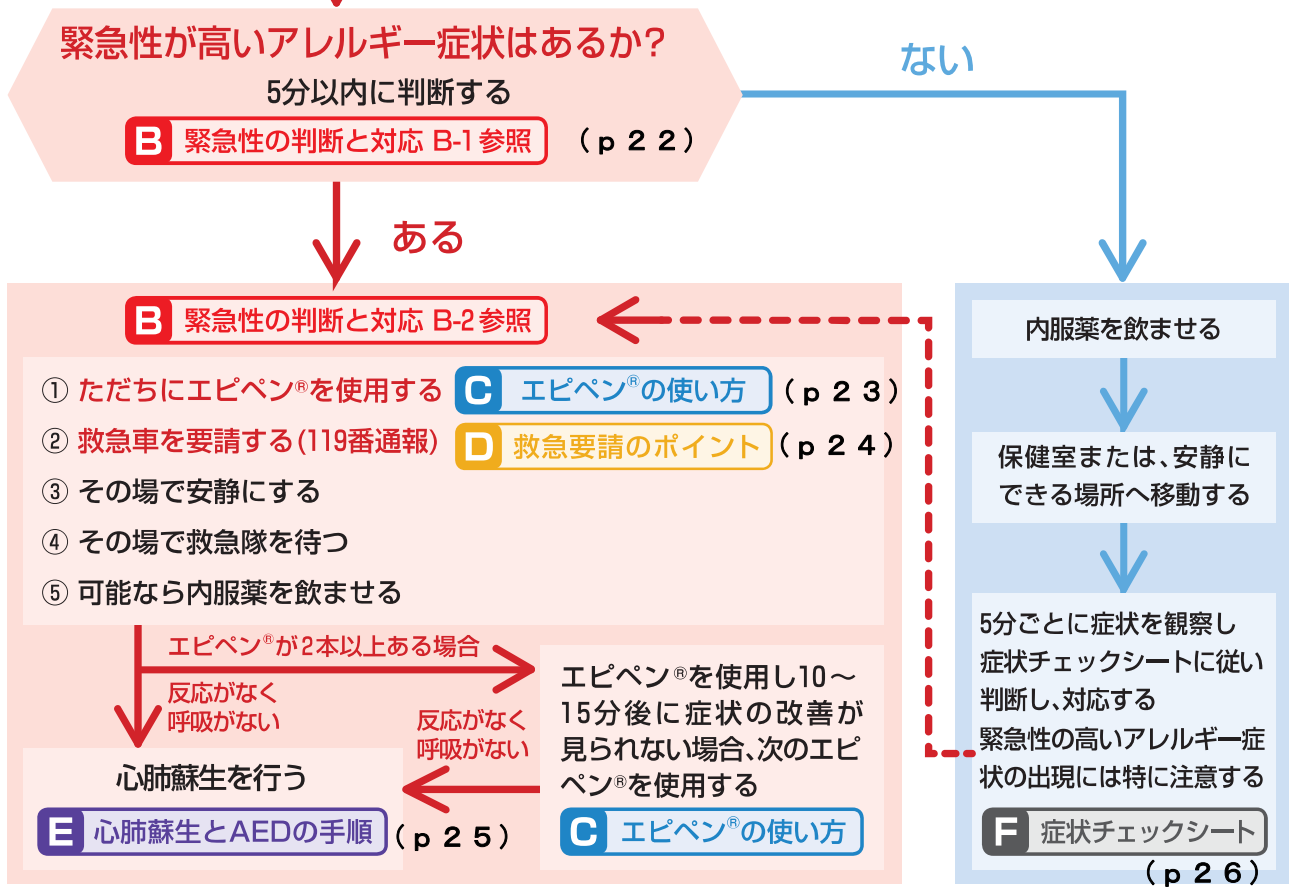 緊急性が高いアレルギー症状はあるか?
5分以内に判断する
B 緊急性の判断と対応 B-1参照 (p 22)
ない
ある
B 緊急性の判断と対応 B-2参照
① ただちにエピペン®を使用する C エピペン®の使い方 (p 23)
② 救急車を要請する(119番通報) D 救急要請のポイント (p 24)
③ その場で安静にする
④ その場で救急隊を待つ
⑤ 可能なら内服薬を飲ませる
エピペン®が2本以上ある場合
反応がなく
呼吸がない
エピペン®を使用し10~
15分後に症状の改善が
見られない場合、次のエピ
ペン®を使用する
C エピペン®の使い方
反応がなく
呼吸がない
心肺蘇生を行う
E 心肺蘇生とAEDの手順 (p 25)
内服薬を飲ませる
保健室または、安静に
できる場所へ移動する
5分ごとに症状を観察し
症状チェックシートに従い
判断し、対応する
緊急性の高いアレルギー症
状の出現には特に注意する
F 症状チェックシート
(p 26)